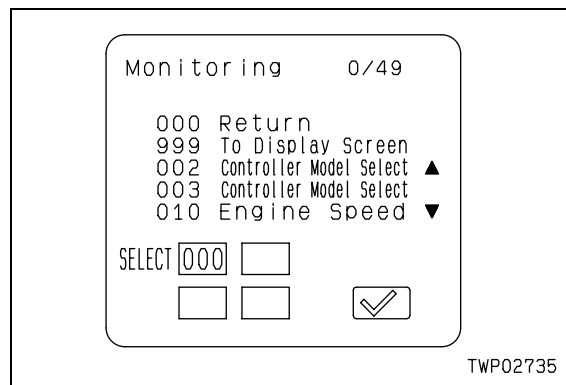 Monitoring 0/49
000 Return
999 To Display Screen
002 Controller Model Select ▲
003 Controller Model Select
010 Engine Speed ▼
SELECT 000
TWP02735